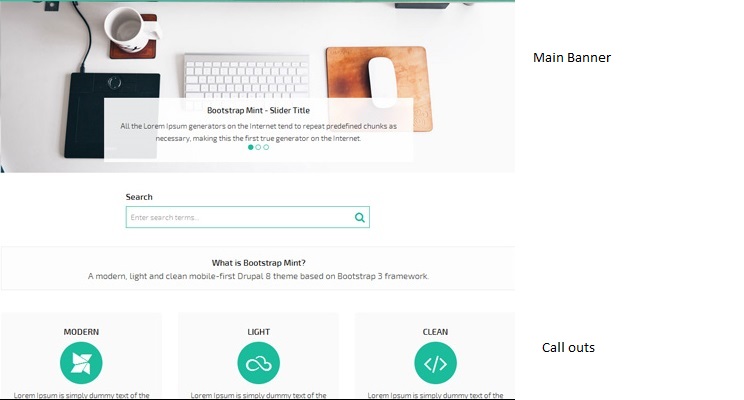 Main Banner
Bootstrap Mint - Slider Title
All the Lorem Ipsum generators on the Internet tend to repeat predefined chunks as
necessary, making this the first true generator on the Internet.
Search
Enter search terms...
What is Bootstrap Mint?
A modern, light and clean mobile-first Drupal 8 theme based on Bootstrap 3 framework.
MODERN
LIGHT
CLEAN
Call outs
Lorem Ipsum is simply dummy text of the
Lorem Ipsum is simply dummy text of the
Lorem Ipsum is simply dummy text of the